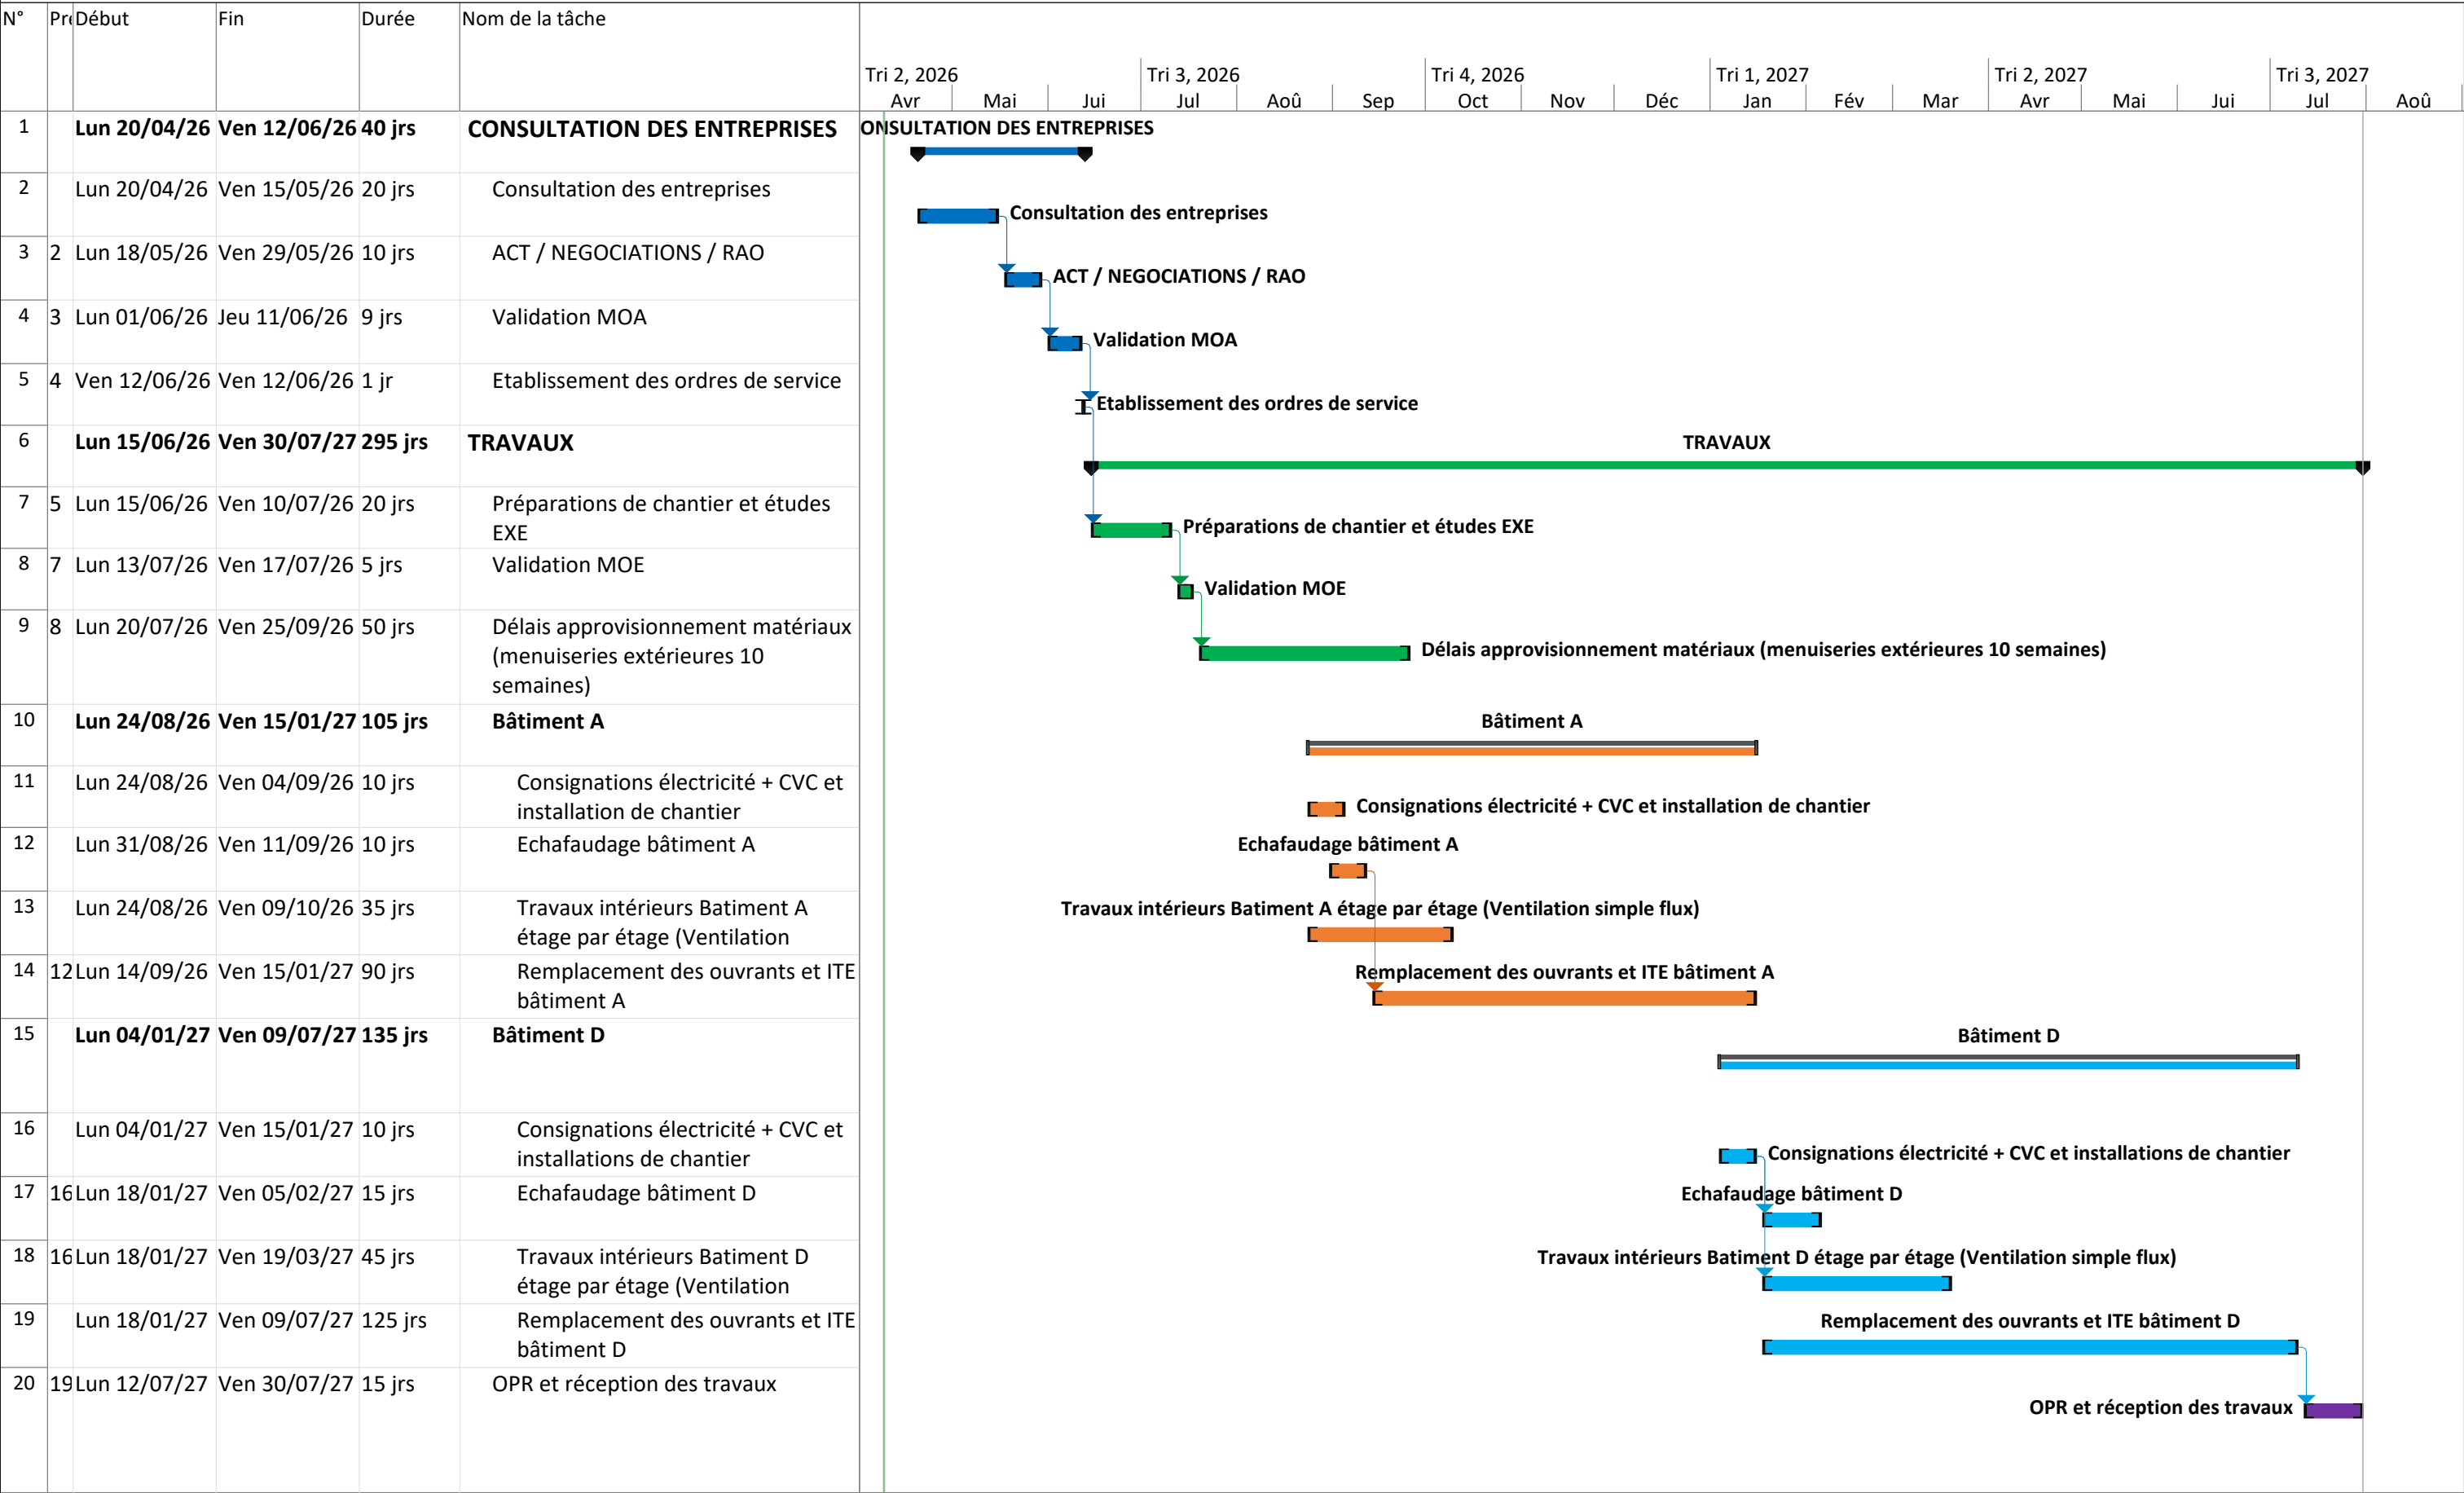 N° Pré Début Fin Durée Nom de la tâche
Tri 2, 2026 Tri 3, 2026 Tri 4, 2026 Tri 1, 2027 Tri 2, 2027 Tri 3, 2027
Avr Mai Jui Jul Aoû Sep Oct Nov Déc Jan Fév Mar Avr Mai Jui Jul Aoû
1 Lun 20/04/26 Ven 12/06/26 40 jrs CONSULTATION DES ENTREPRISES
ONSULTATION DES ENTREPRISES
2 Lun 20/04/26 Ven 15/05/26 20 jrs Consultation des entreprises
Consultation des entreprises
3 2 Lun 18/05/26 Ven 29/05/26 10 jrs ACT / NEGOCIATIONS / RAO
ACT / NEGOCIATIONS / RAO
4 3 Lun 01/06/26 Jeu 11/06/26 9 jrs Validation MOA
Validation MOA
5 4 Ven 12/06/26 Ven 12/06/26 1 jr Etablissement des ordres de service
Etablissement des ordres de service
6 Lun 15/06/26 Ven 30/07/27 295 jrs TRAVAUX
TRAVAUX
7 5 Lun 15/06/26 Ven 10/07/26 20 jrs Préparations de chantier et études
EXE
Préparations de chantier et études EXE
8 7 Lun 13/07/26 Ven 17/07/26 5 jrs Validation MOE
Validation MOE
9 8 Lun 20/07/26 Ven 25/09/26 50 jrs Délais approvisionnement matériaux
(menuiseries extérieures 10
semaines)
Délais approvisionnement matériaux (menuiseries extérieures 10 semaines)
10 Lun 24/08/26 Ven 15/01/27 105 jrs Bâtiment A
Bâtiment A
11 Lun 24/08/26 Ven 04/09/26 10 jrs Consignations électricité + CVC et
installation de chantier
Consignations électricité + CVC et installation de chantier
12 Lun 31/08/26 Ven 11/09/26 10 jrs Echafaudage bâtiment A
Echafaudage bâtiment A
13 Lun 24/08/26 Ven 09/10/26 35 jrs Travaux intérieurs Batiment A
étage par étage (Ventilation
Travaux intérieurs Batiment A étage par étage (Ventilation simple flux)
14 12 Lun 14/09/26 Ven 15/01/27 90 jrs Remplacement des ouvrants et ITE
bâtiment A
Remplacement des ouvrants et ITE bâtiment A
15 Lun 04/01/27 Ven 09/07/27 135 jrs Bâtiment D
Bâtiment D
16 Lun 04/01/27 Ven 15/01/27 10 jrs Consignations électricité + CVC et
installations de chantier
Consignations électricité + CVC et installations de chantier
17 16 Lun 18/01/27 Ven 05/02/27 15 jrs Echafaudage bâtiment D
Echafaudage bâtiment D
18 16 Lun 18/01/27 Ven 19/03/27 45 jrs Travaux intérieurs Batiment D
étage par étage (Ventilation
Travaux intérieurs Batiment D étage par étage (Ventilation simple flux)
19 Lun 18/01/27 Ven 09/07/27 125 jrs Remplacement des ouvrants et ITE
bâtiment D
Remplacement des ouvrants et ITE bâtiment D
20 19 Lun 12/07/27 Ven 30/07/27 15 jrs OPR et réception des travaux
OPR et réception des travaux